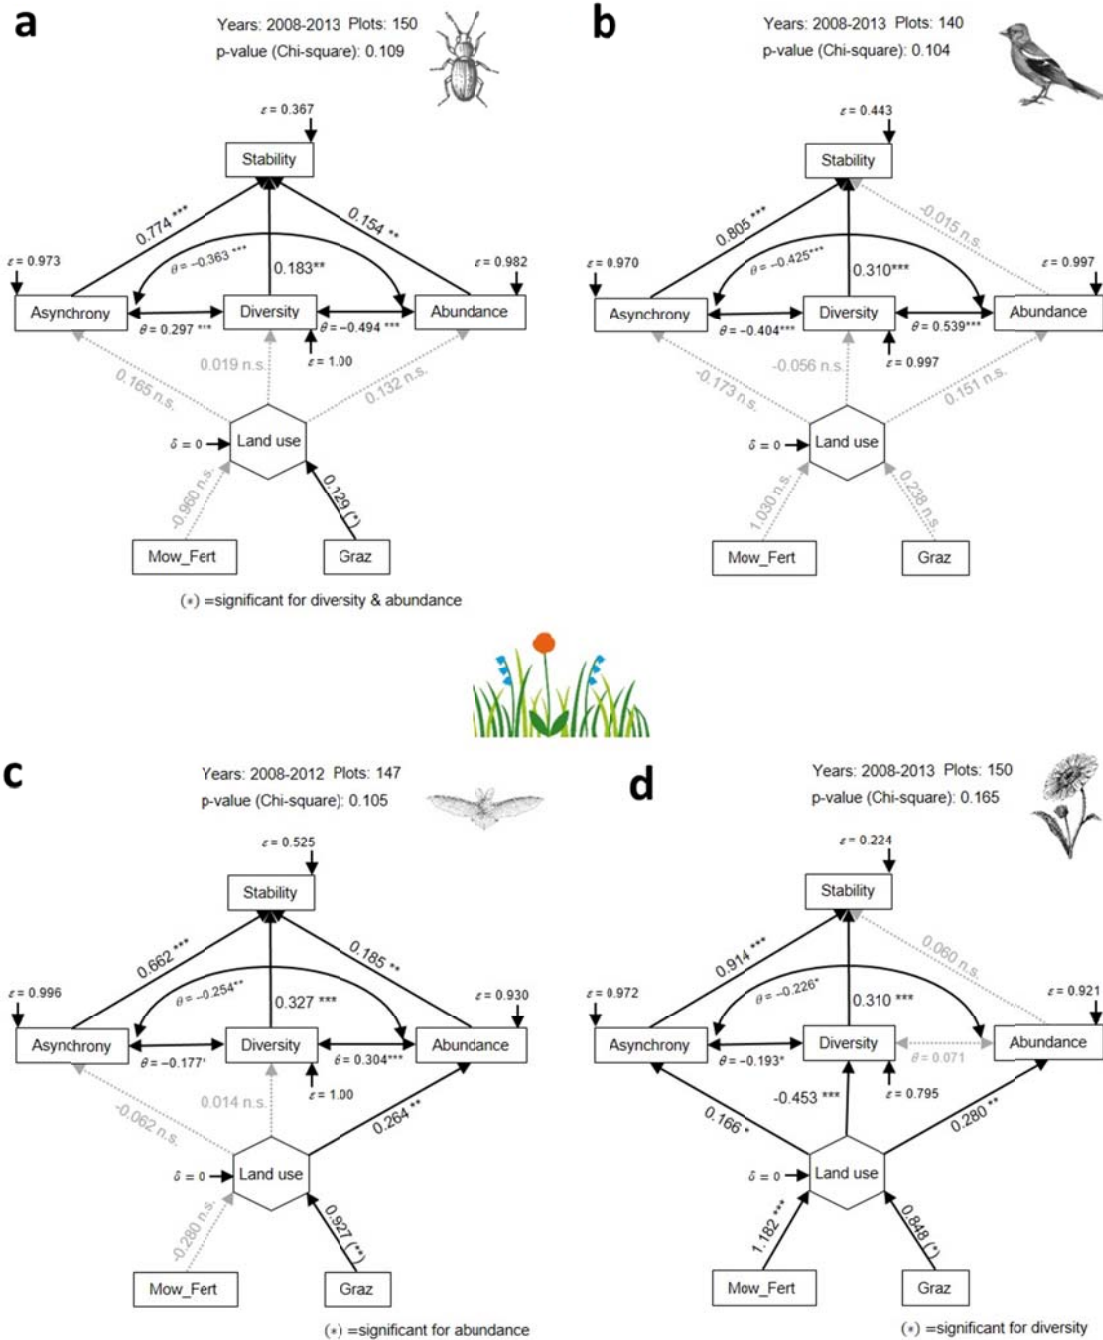 a
Years: 2008-2013 Plots: 150
p-value (Chi-square): 0.109
ε = 0.367
Stability
0.774 ***
0.154 **
θ = −0.363 ***
ε = 0.973
0.183**
ε = 0.982
Asynchrony
Diversity
Abundance
θ = 0.297 ***
θ = −0.494 ***
0.165 n.s.
0.019 n.s.
ε = 1.00
0.132 n.s.
δ = 0
Land use
-0.960 n.s.
0.129 (*)
Mow_Fert
Graz
(*) =significant for diversity & abundance
b
Years: 2008-2013 Plots: 140
p-value (Chi-square): 0.104
ε = 0.443
Stability
0.805 ***
-0.015 n.s.
θ = −0.425***
ε = 0.970
0.310***
ε = 0.997
Asynchrony
Diversity
Abundance
θ = −0.404***
θ = 0.539***
-0.173 n.s.
-0.056 n.s.
ε = 0.997
0.151 n.s.
δ = 0
Land use
1.030 n.s.
0.238 n.s.
Mow_Fert
Graz
c
Years: 2008-2012 Plots: 147
p-value (Chi-square): 0.105
ε = 0.525
Stability
0.662 ***
0.185 **
θ = −0.254**
ε = 0.996
0.327 ***
ε = 0.930
Asynchrony
Diversity
Abundance
θ = −0.177*
θ = 0.304***
-0.062 n.s.
0.014 n.s.
ε = 1.00
0.264 **
δ = 0
Land use
-0.280 n.s.
0.927 (**)
Mow_Fert
Graz
(*) =significant for abundance
d
Years: 2008-2013 Plots: 150
p-value (Chi-square): 0.165
ε = 0.224
Stability
0.914 ***
0.060 n.s.
θ = −0.226*
ε = 0.972
0.310 ***
ε = 0.921
Asynchrony
Diversity
Abundance
θ = −0.193*
θ = 0.071
0.166 *
-0.453 ***
ε = 0.795
0.280 **
δ = 0
Land use
1.182 ***
0.848 (*)
Mow_Fert
Graz
(*) =significant for diversity